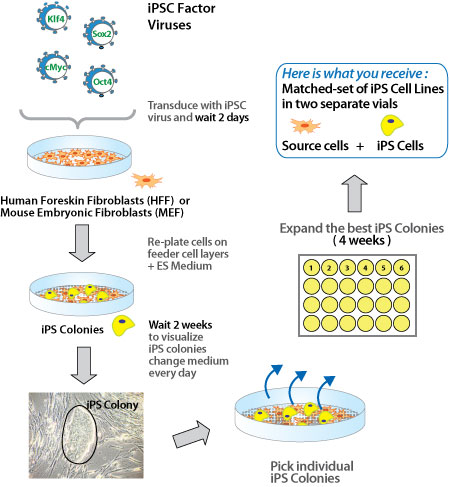 iPSC Factor
Viruses
Klf4
Sox2
cMyc
Oct4
Transduce with iPSC
virus and wait 2 days
Human Foreskin Fibroblasts (HFF) or
Mouse Embryonic Fibroblasts (MEF)
Re-plate cells on
feeder cell layers
+ ES Medium
iPS Colonies
Wait 2 weeks
to visualize
iPS colonies
change medium
every day
iPS Colony
Pick individual
iPS Colonies
Expand the best iPS Colonies
( 4 weeks )
1 2 3 4 5 6
Here is what you receive :
Matched-set of iPS Cell Lines
in two separate vials
Source cells + iPS Cells